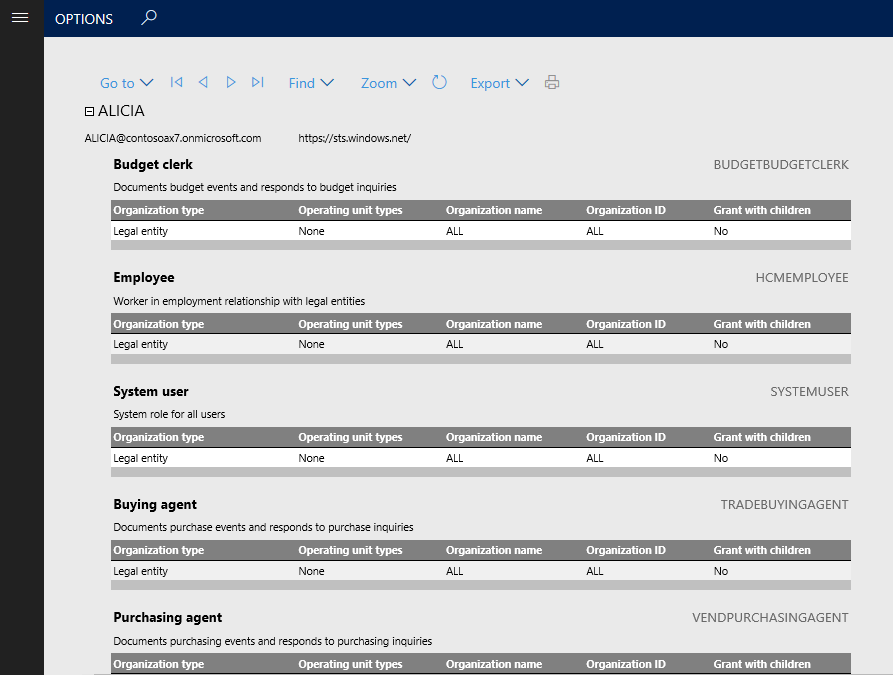 OPTIONS
Go to Find Zoom Export
ALICIA
ALICIA@contosoax7.onmicrosoft.com https://sts.windows.net/
Budget clerk BUDGETBUDGETCLERK
Documents budget events and responds to budget inquiries
Organization type Operating unit types Organization name Organization ID Grant with children
Legal entity None ALL ALL No
Employee HCMEMPLOYEE
Worker in employment relationship with legal entities
Organization type Operating unit types Organization name Organization ID Grant with children
Legal entity None ALL ALL No
System user SYSTEMUSER
System role for all users
Organization type Operating unit types Organization name Organization ID Grant with children
Legal entity None ALL ALL No
Buying agent TRADEBUYINGAGENT
Documents purchase events and responds to purchase inquiries
Organization type Operating unit types Organization name Organization ID Grant with children
Legal entity None ALL ALL No
Purchasing agent VENDPURCHASINGAGENT
Documents purchasing events and responds to purchasing inquiries
Organization type Operating unit types Organization name Organization ID Grant with children